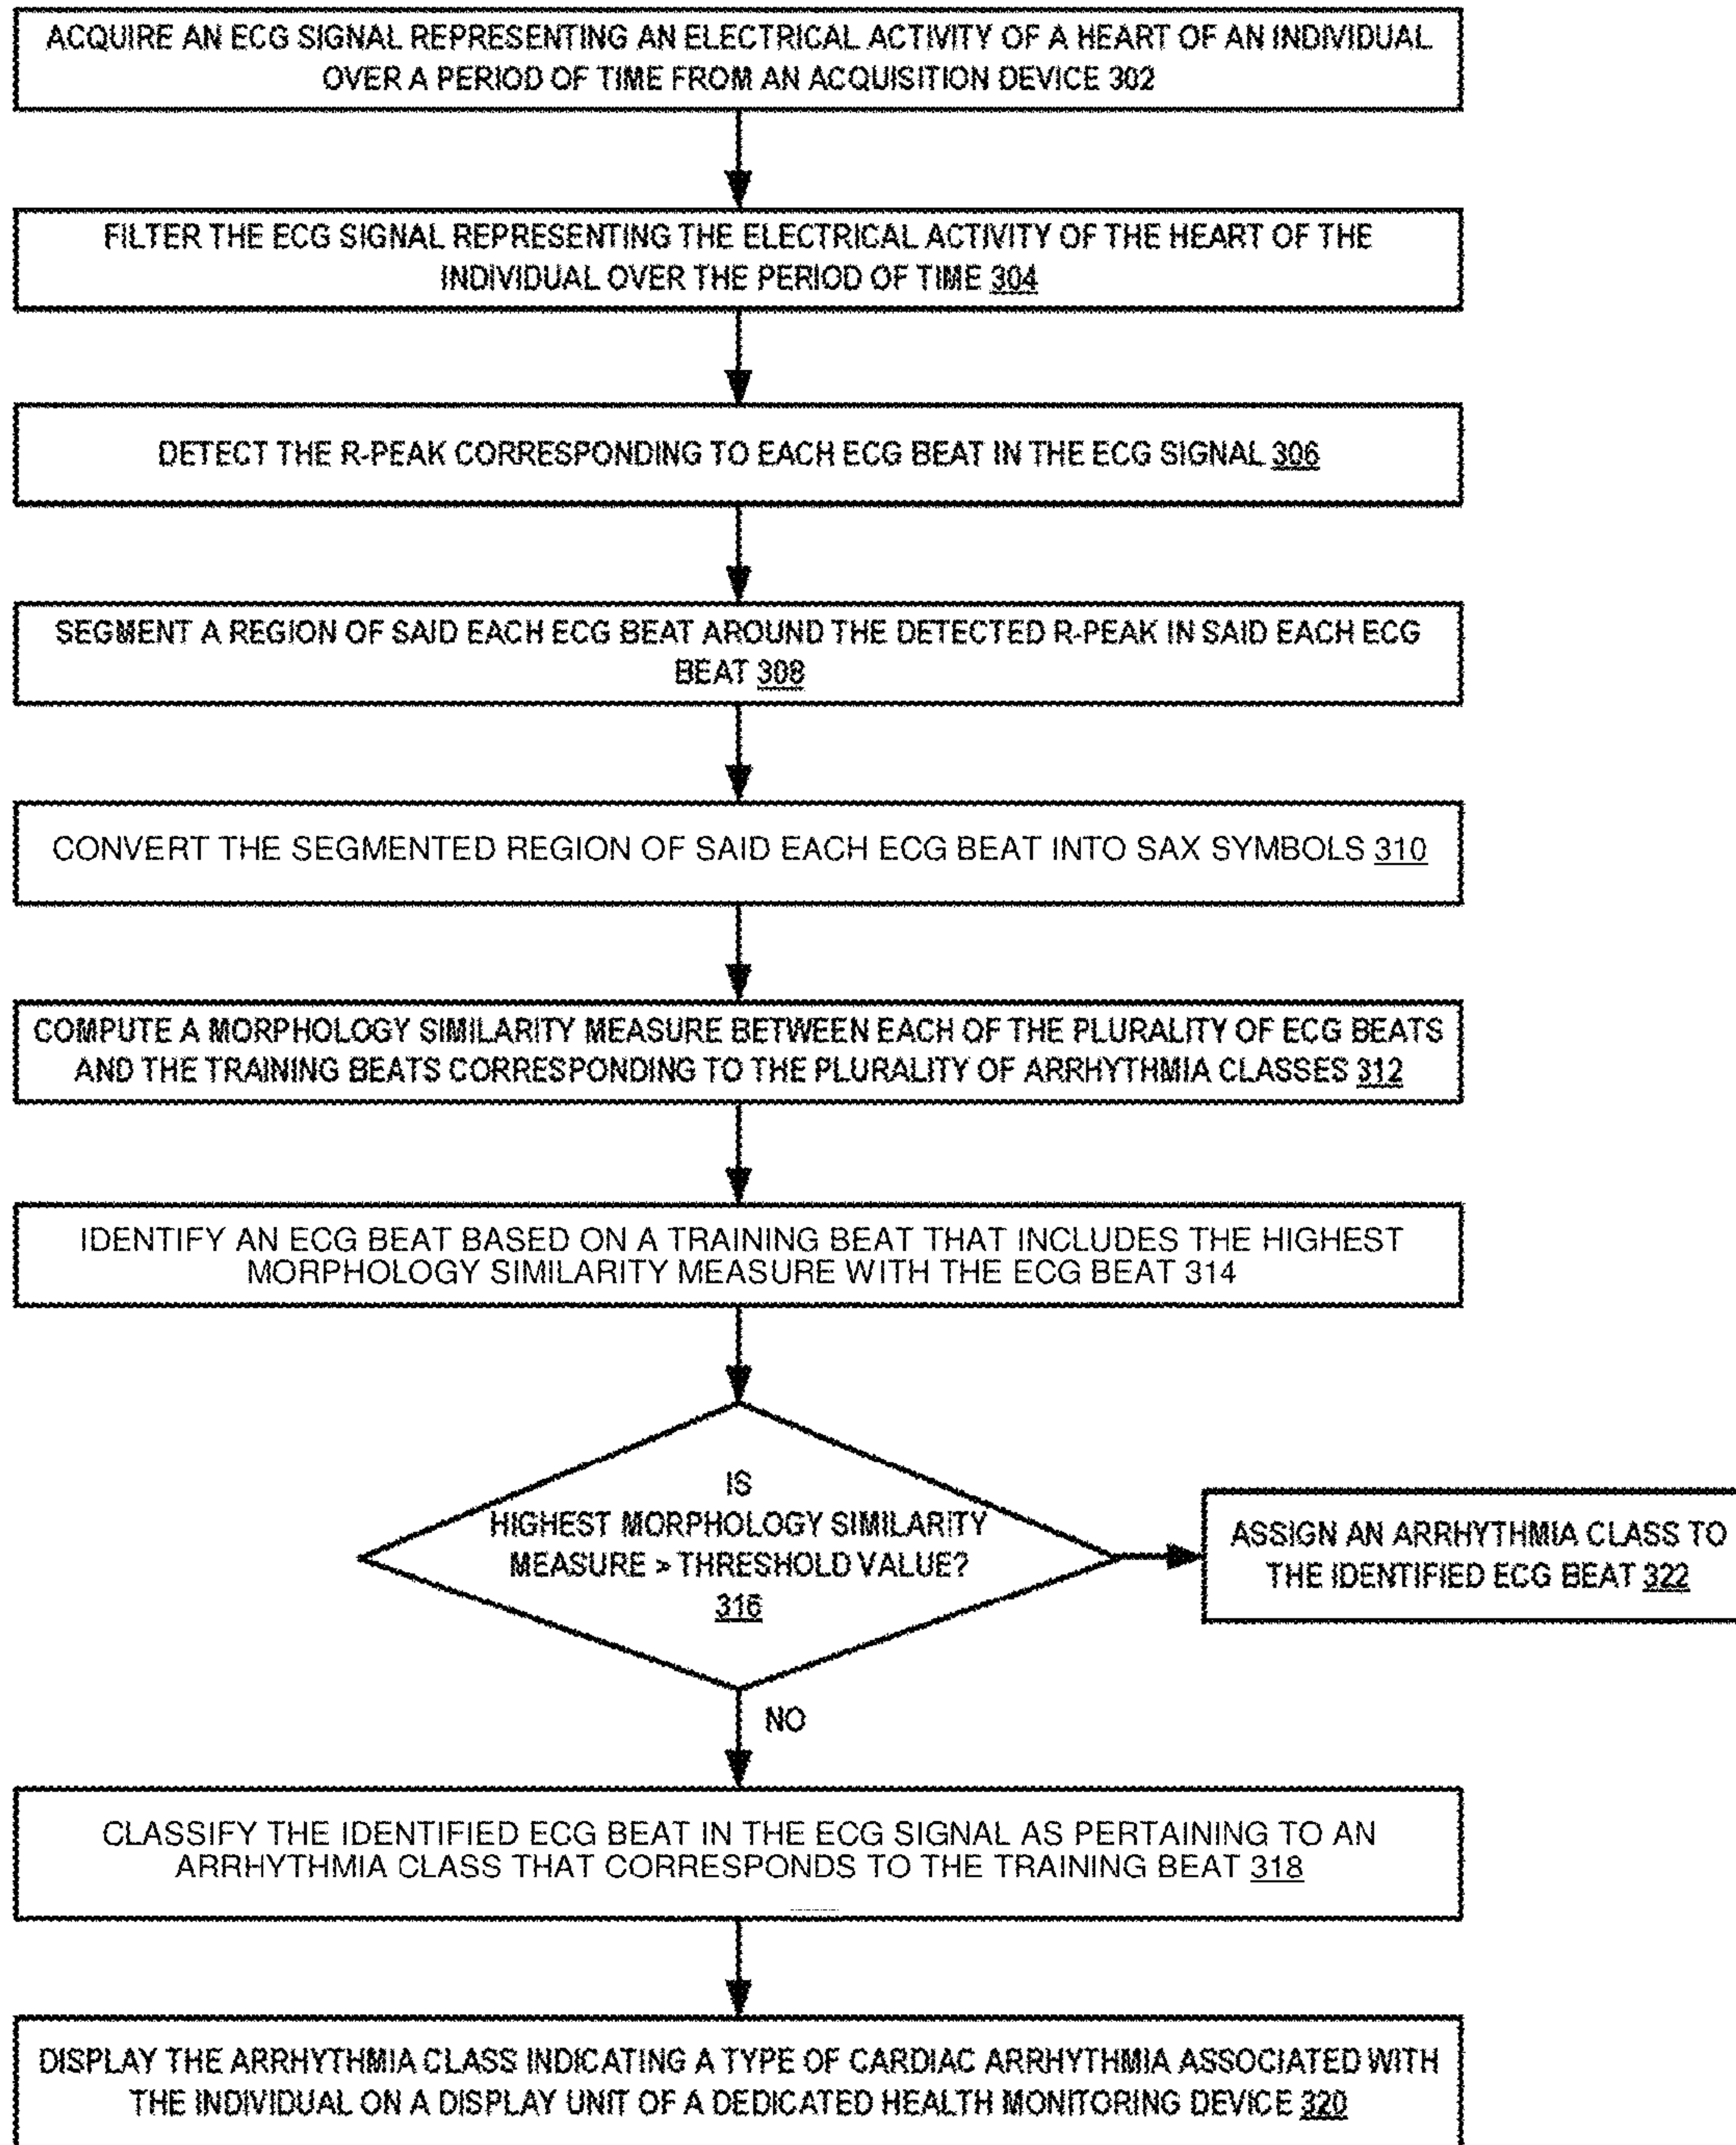 ACQUIRE AN ECG SIGNAL REPRESENTING AN ELECTRICAL ACTIVITY OF A HEART OF AN INDIVIDUAL
OVER A PERIOD OF TIME FROM AN ACQUISITION DEVICE 302
FILTER THE ECG SIGNAL REPRESENTING THE ELECTRICAL ACTIVITY OF THE HEART OF THE
INDIVIDUAL OVER THE PERIOD OF TIME 304
DETECT THE R-PEAK CORRESPONDING TO EACH ECG BEAT IN THE ECG SIGNAL 306
SEGMENT A REGION OF SAID EACH ECG BEAT AROUND THE DETECTED R-PEAK IN SAID EACH ECG
BEAT 308
CONVERT THE SEGMENTED REGION OF SAID EACH ECG BEAT INTO SAX SYMBOLS 310
COMPUTE A MORPHOLOGY SIMILARITY MEASURE BETWEEN EACH OF THE PLURALITY OF ECG BEATS
AND THE TRAINING BEATS CORRESPONDING TO THE PLURALITY OF ARRHYTHMIA CLASSES 312
IDENTIFY AN ECG BEAT BASED ON A TRAINING BEAT THAT INCLUDES THE HIGHEST
MORPHOLOGY SIMILARITY MEASURE WITH THE ECG BEAT 314
IS
HIGHEST MORPHOLOGY SIMILARITY
MEASURE > THRESHOLD VALUE?
316
ASSIGN AN ARRHYTHMIA CLASS TO
THE IDENTIFIED ECG BEAT 322
NO
CLASSIFY THE IDENTIFIED ECG BEAT IN THE ECG SIGNAL AS PERTAINING TO AN
ARRHYTHMIA CLASS THAT CORRESPONDS TO THE TRAINING BEAT 318
DISPLAY THE ARRHYTHMIA CLASS INDICATING A TYPE OF CARDIAC ARRHYTHMIA ASSOCIATED WITH
THE INDIVIDUAL ON A DISPLAY UNIT OF A DEDICATED HEALTH MONITORING DEVICE 320